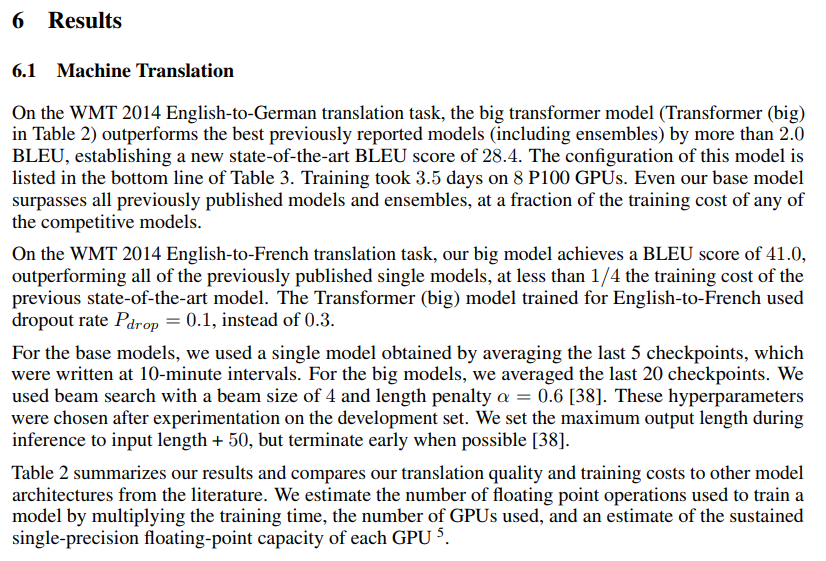 6 Results
6.1 Machine Translation
On the WMT 2014 English-to-German translation task, the big transformer model (Transformer (big)
in Table 2) outperforms the best previously reported models (including ensembles) by more than 2.0
BLEU, establishing a new state-of-the-art BLEU score of 28.4. The configuration of this model is
listed in the bottom line of Table 3. Training took 3.5 days on 8 P100 GPUs. Even our base model
surpasses all previously published models and ensembles, at a fraction of the training cost of any of
the competitive models.
On the WMT 2014 English-to-French translation task, our big model achieves a BLEU score of 41.0,
outperforming all of the previously published single models, at less than 1/4 the training cost of the
previous state-of-the-art model. The Transformer (big) model trained for English-to-French used
dropout rate P_drop = 0.1, instead of 0.3.
For the base models, we used a single model obtained by averaging the last 5 checkpoints, which
were written at 10-minute intervals. For the big models, we averaged the last 20 checkpoints. We
used beam search with a beam size of 4 and length penalty α = 0.6 [38]. These hyperparameters
were chosen after experimentation on the development set. We set the maximum output length during
inference to input length + 50, but terminate early when possible [38].
Table 2 summarizes our results and compares our translation quality and training costs to other model
architectures from the literature. We estimate the number of floating point operations used to train a
model by multiplying the training time, the number of GPUs used, and an estimate of the sustained
single-precision floating-point capacity of each GPU ⁵.